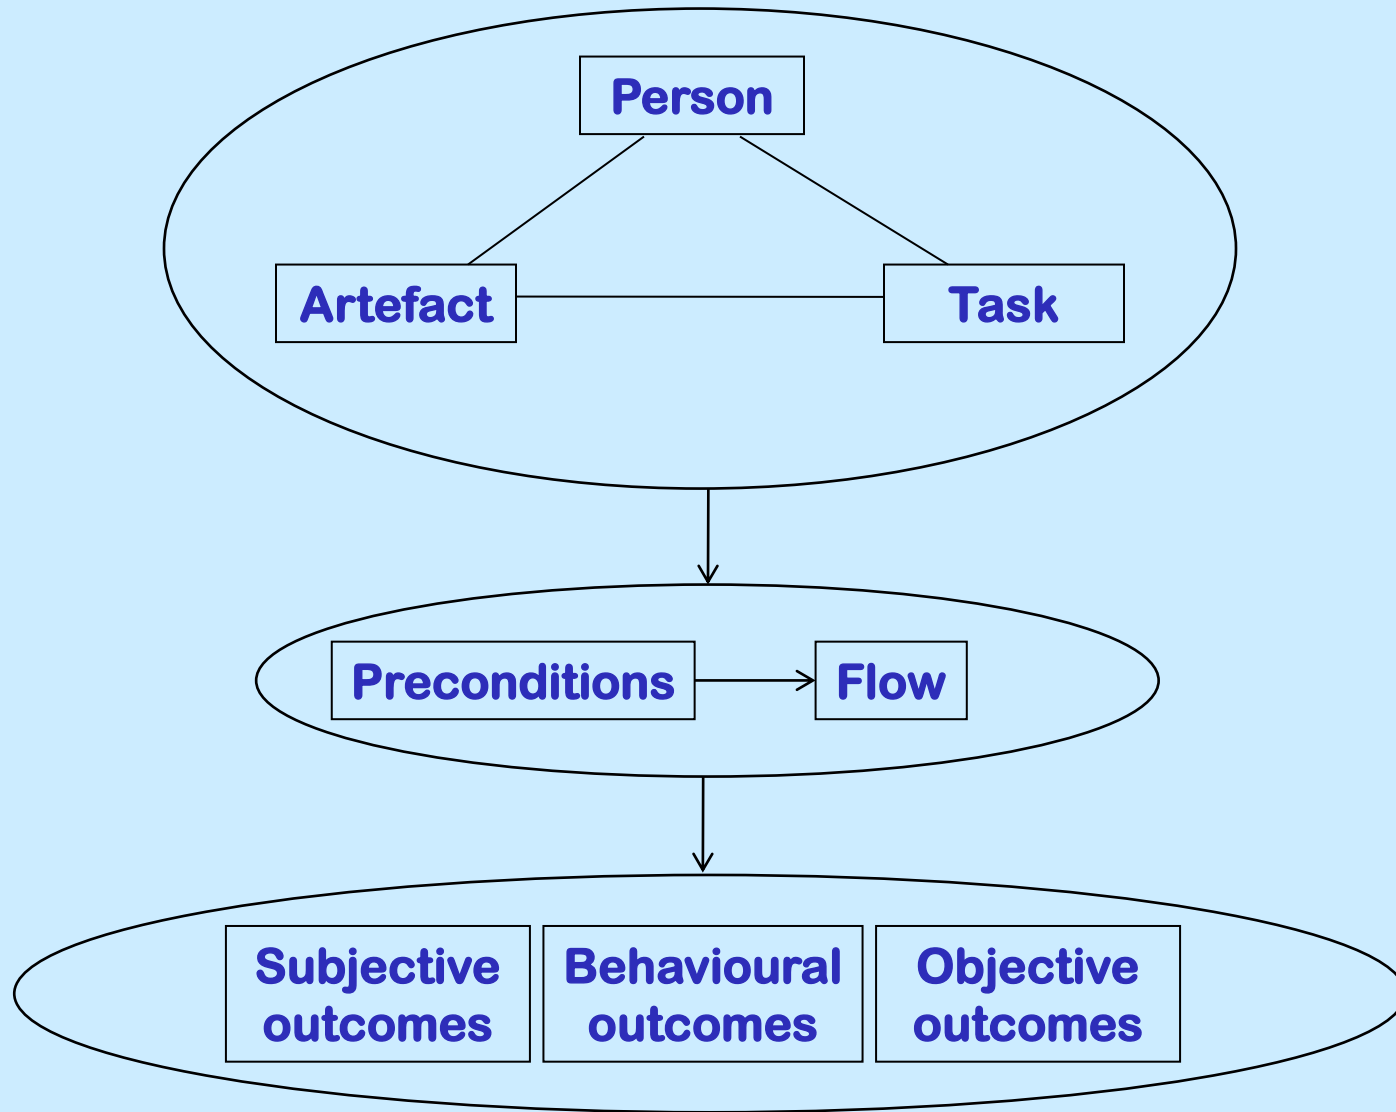 Person
Artefact
Task
Preconditions
Flow
Subjective
outcomes
Behavioural
outcomes
Objective
outcomes